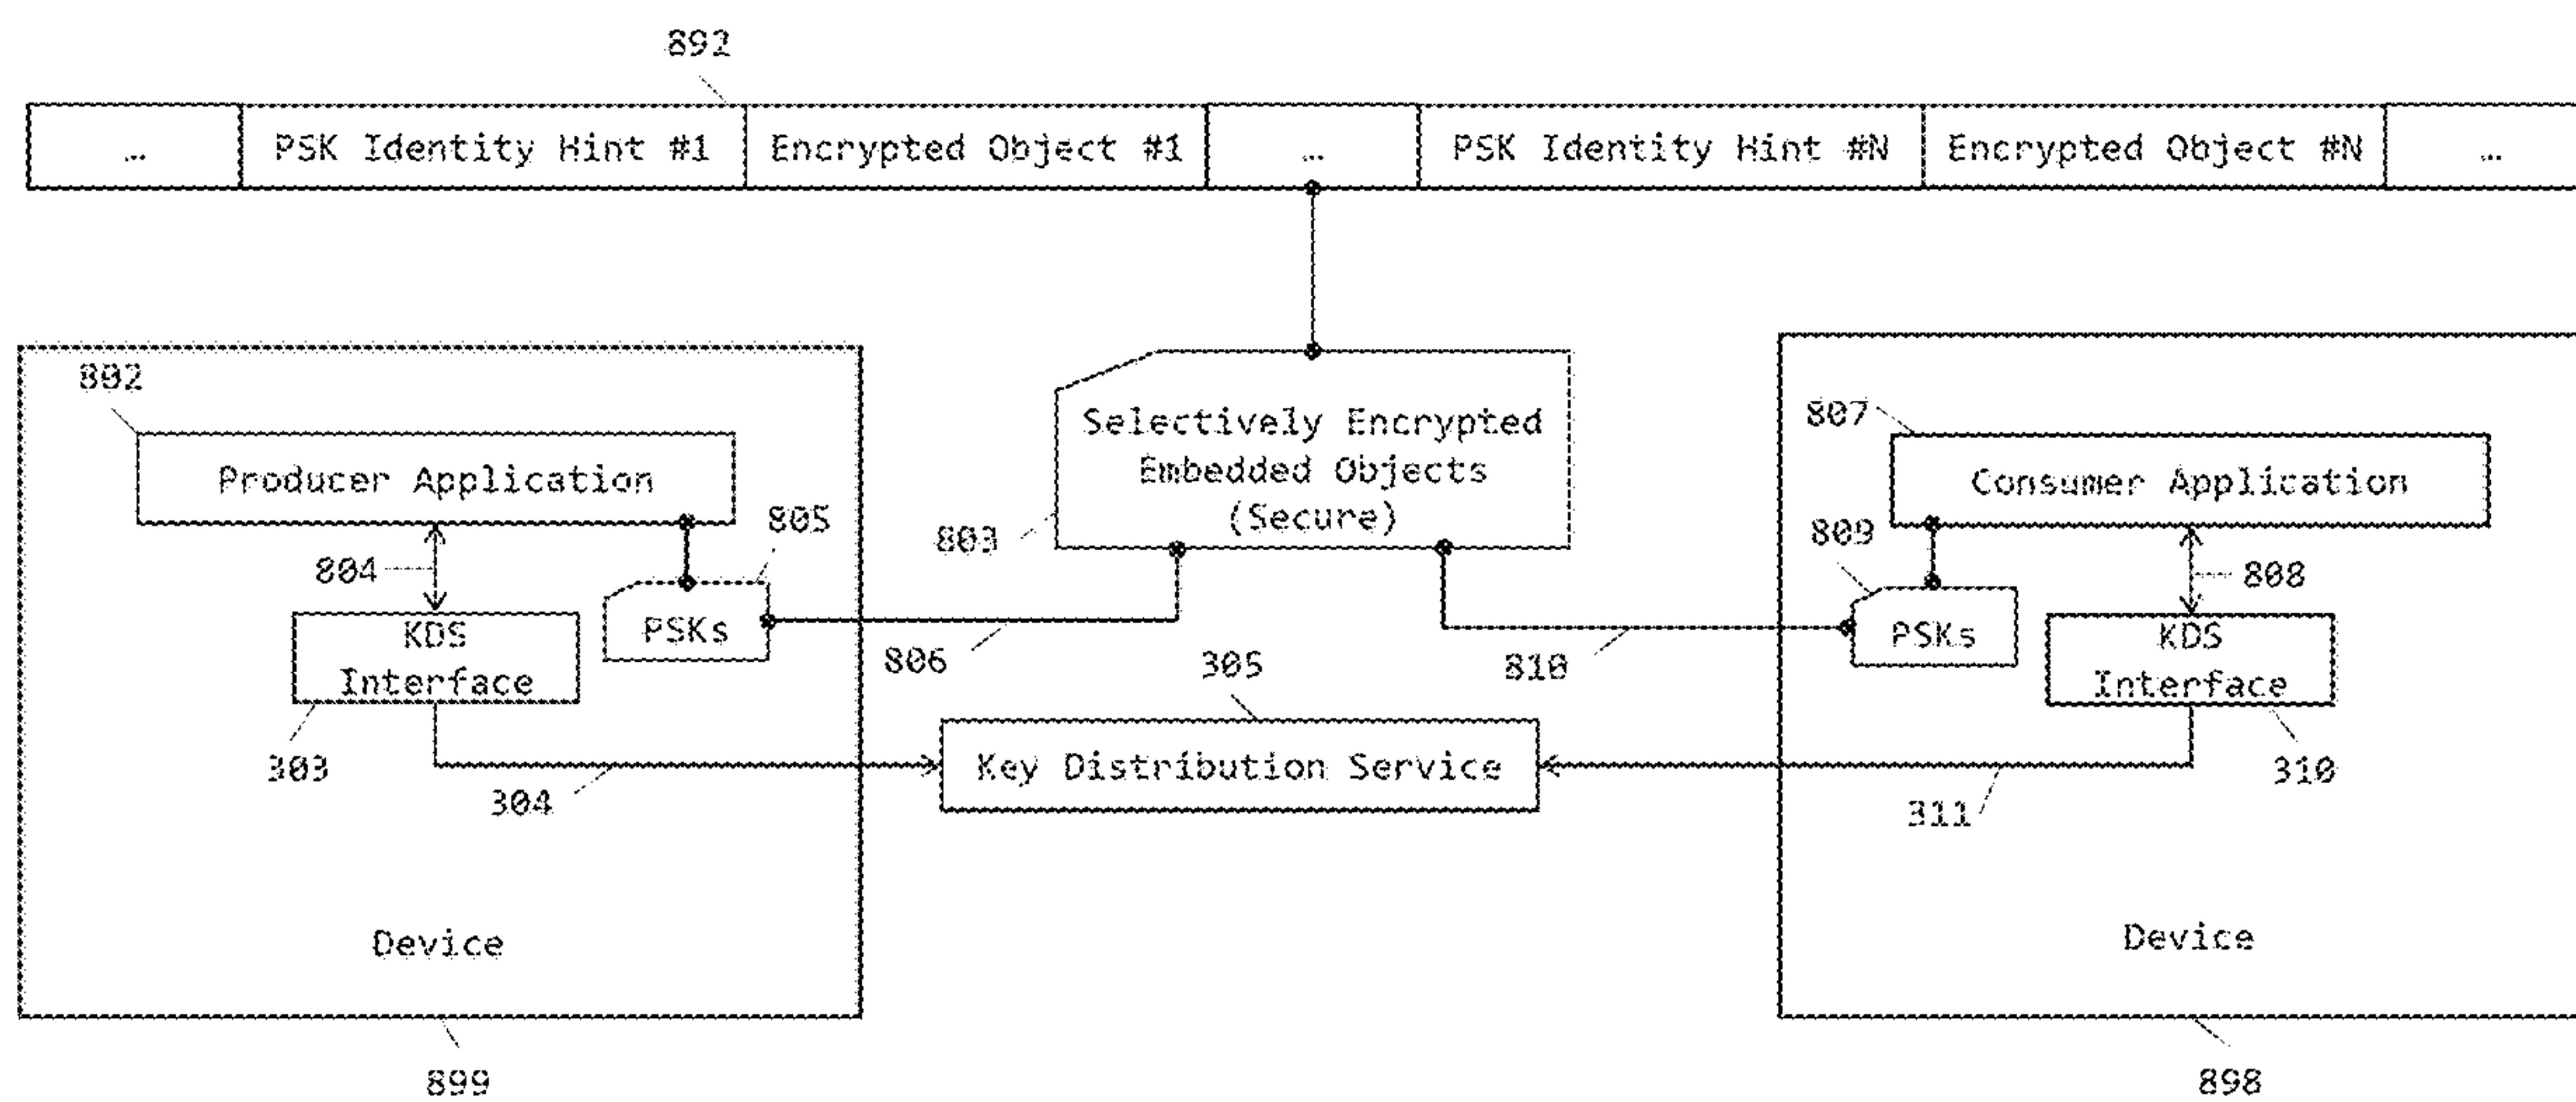 892
… PSK Identity Hint #1 Encrypted Object #1 … PSK Identity Hint #N Encrypted Object #N …
802
Producer Application
804
805
PSKs
KDS
Interface
303
304
806
Device
899
803
Selectively Encrypted
Embedded Objects
(Secure)
305
Key Distribution Service
810
807
Consumer Application
809
808
PSKs
KDS
Interface
310
311
Device
898